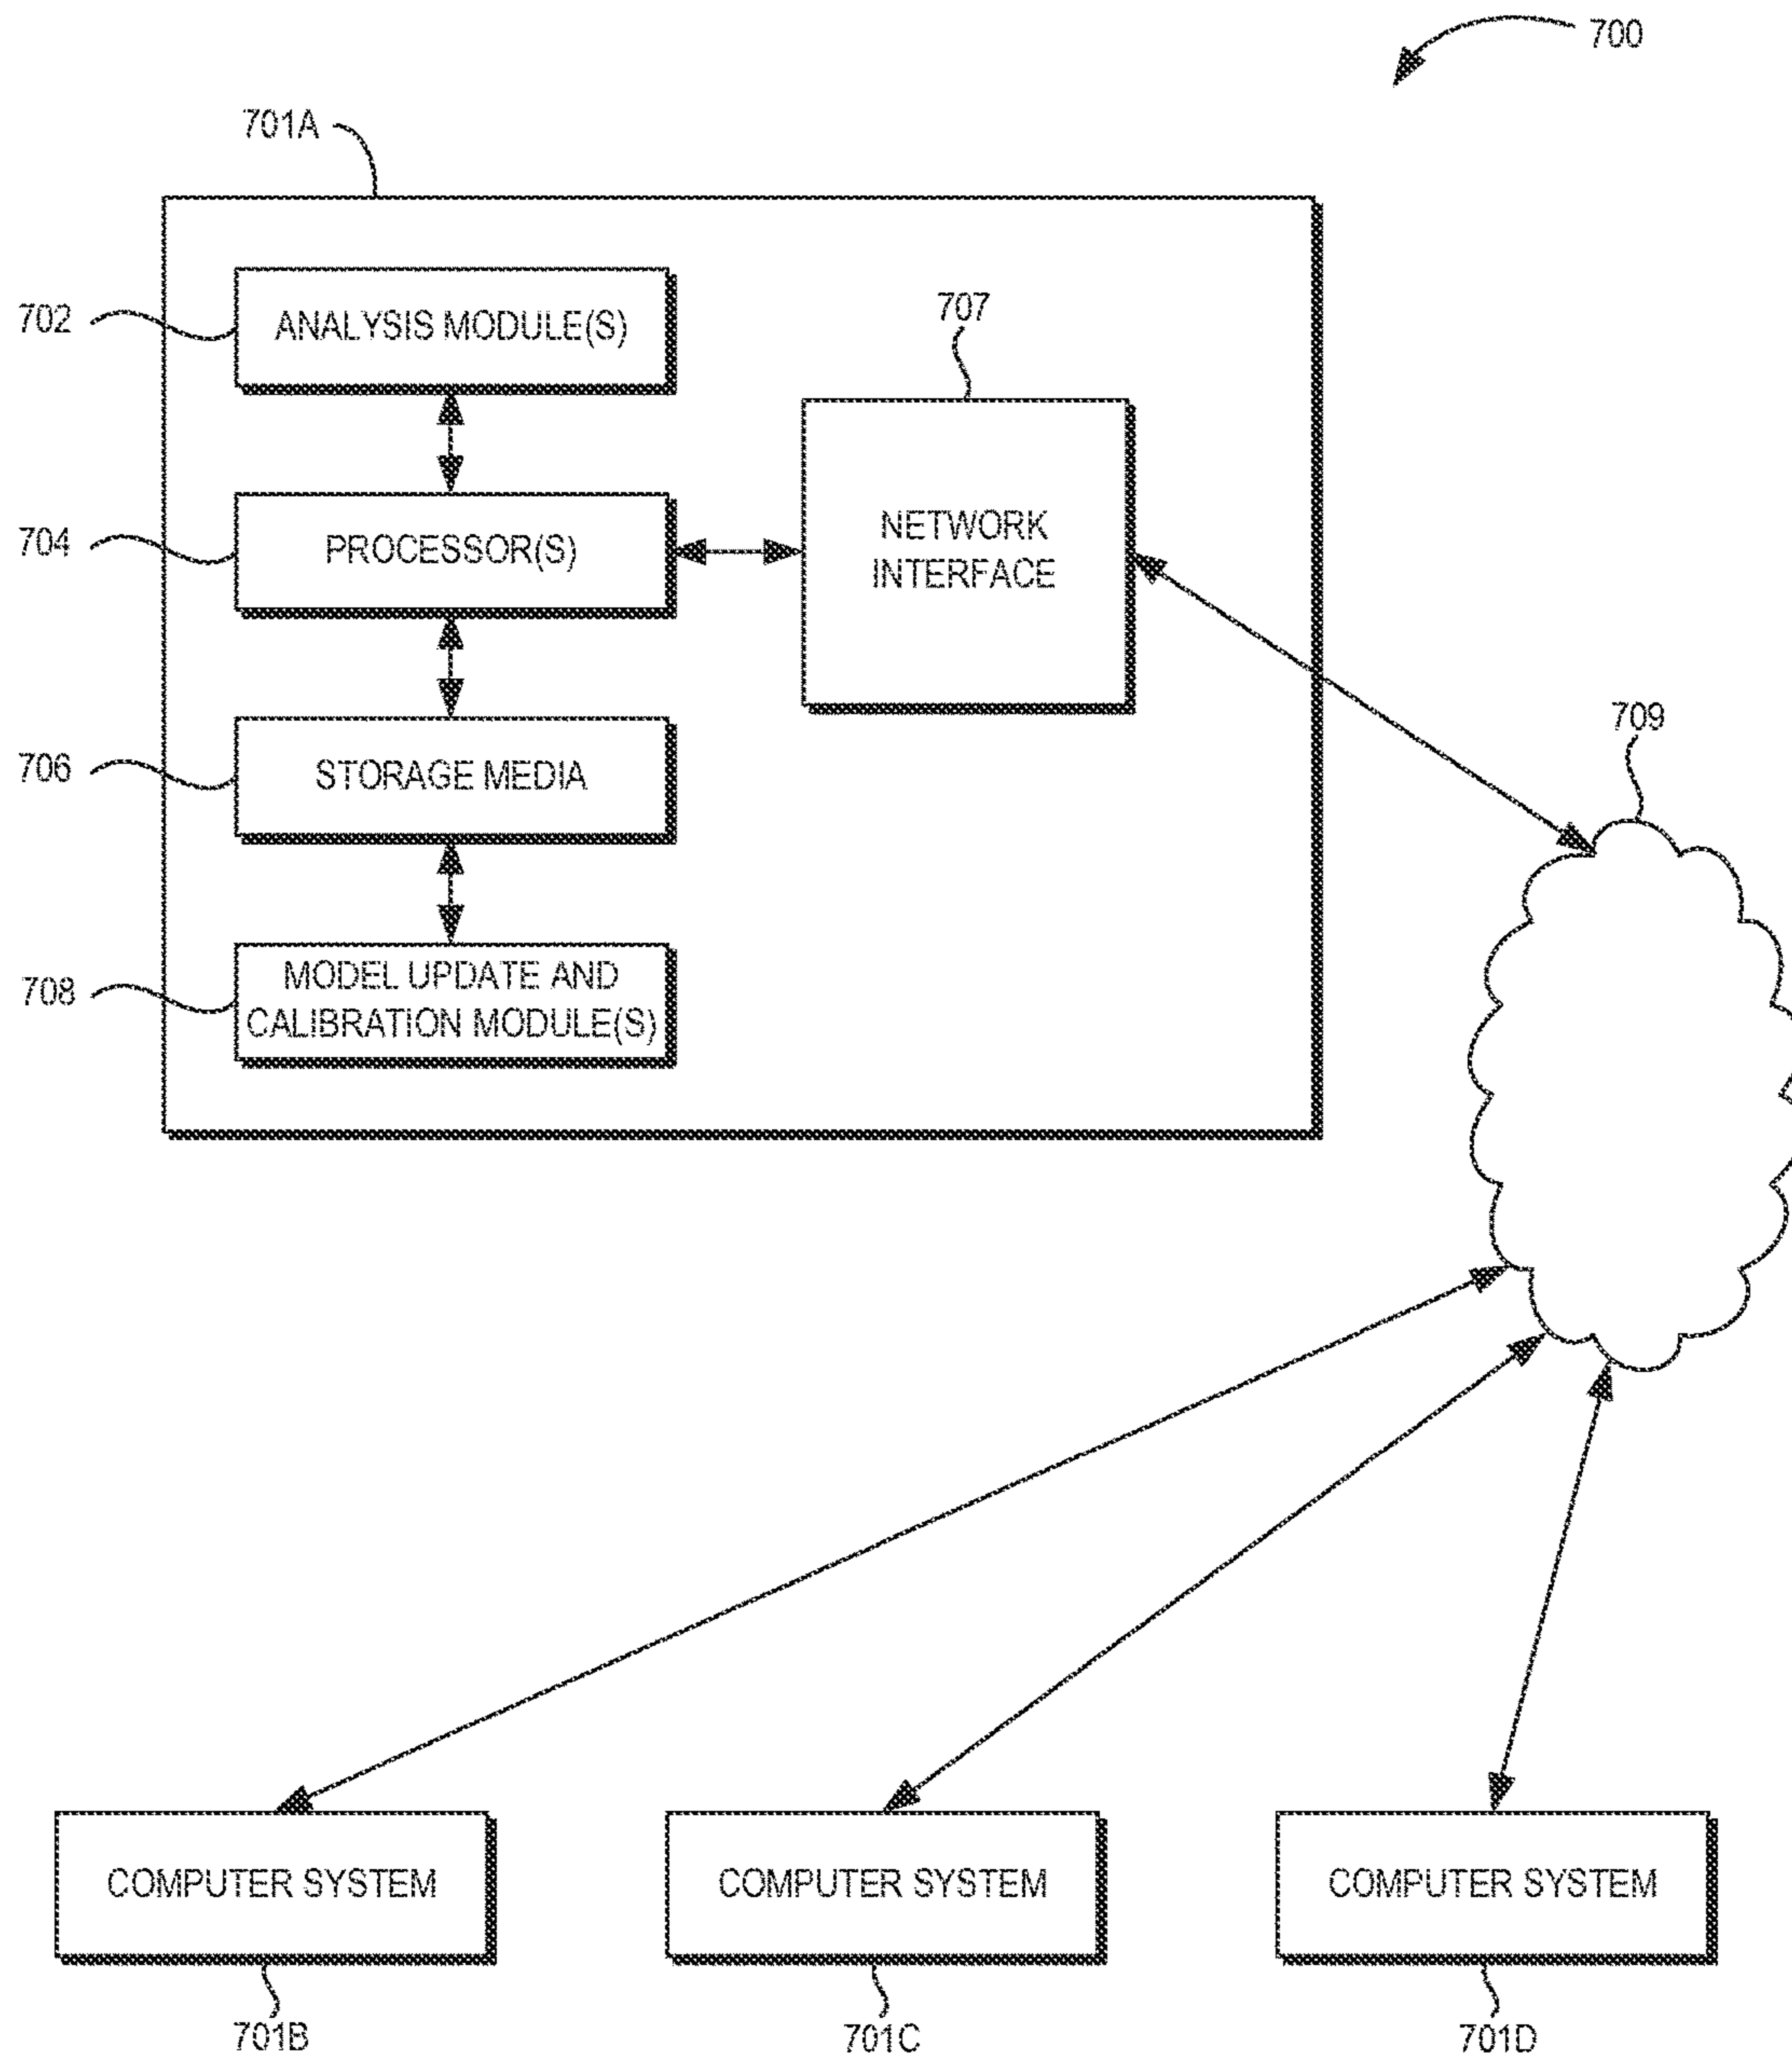 700
701A
702
ANALYSIS MODULE(S)
707
704
PROCESSOR(S)
NETWORK
INTERFACE
706
STORAGE MEDIA
709
708
MODEL UPDATE AND
CALIBRATION MODULE(S)
COMPUTER SYSTEM
COMPUTER SYSTEM
COMPUTER SYSTEM
701B
701C
701D